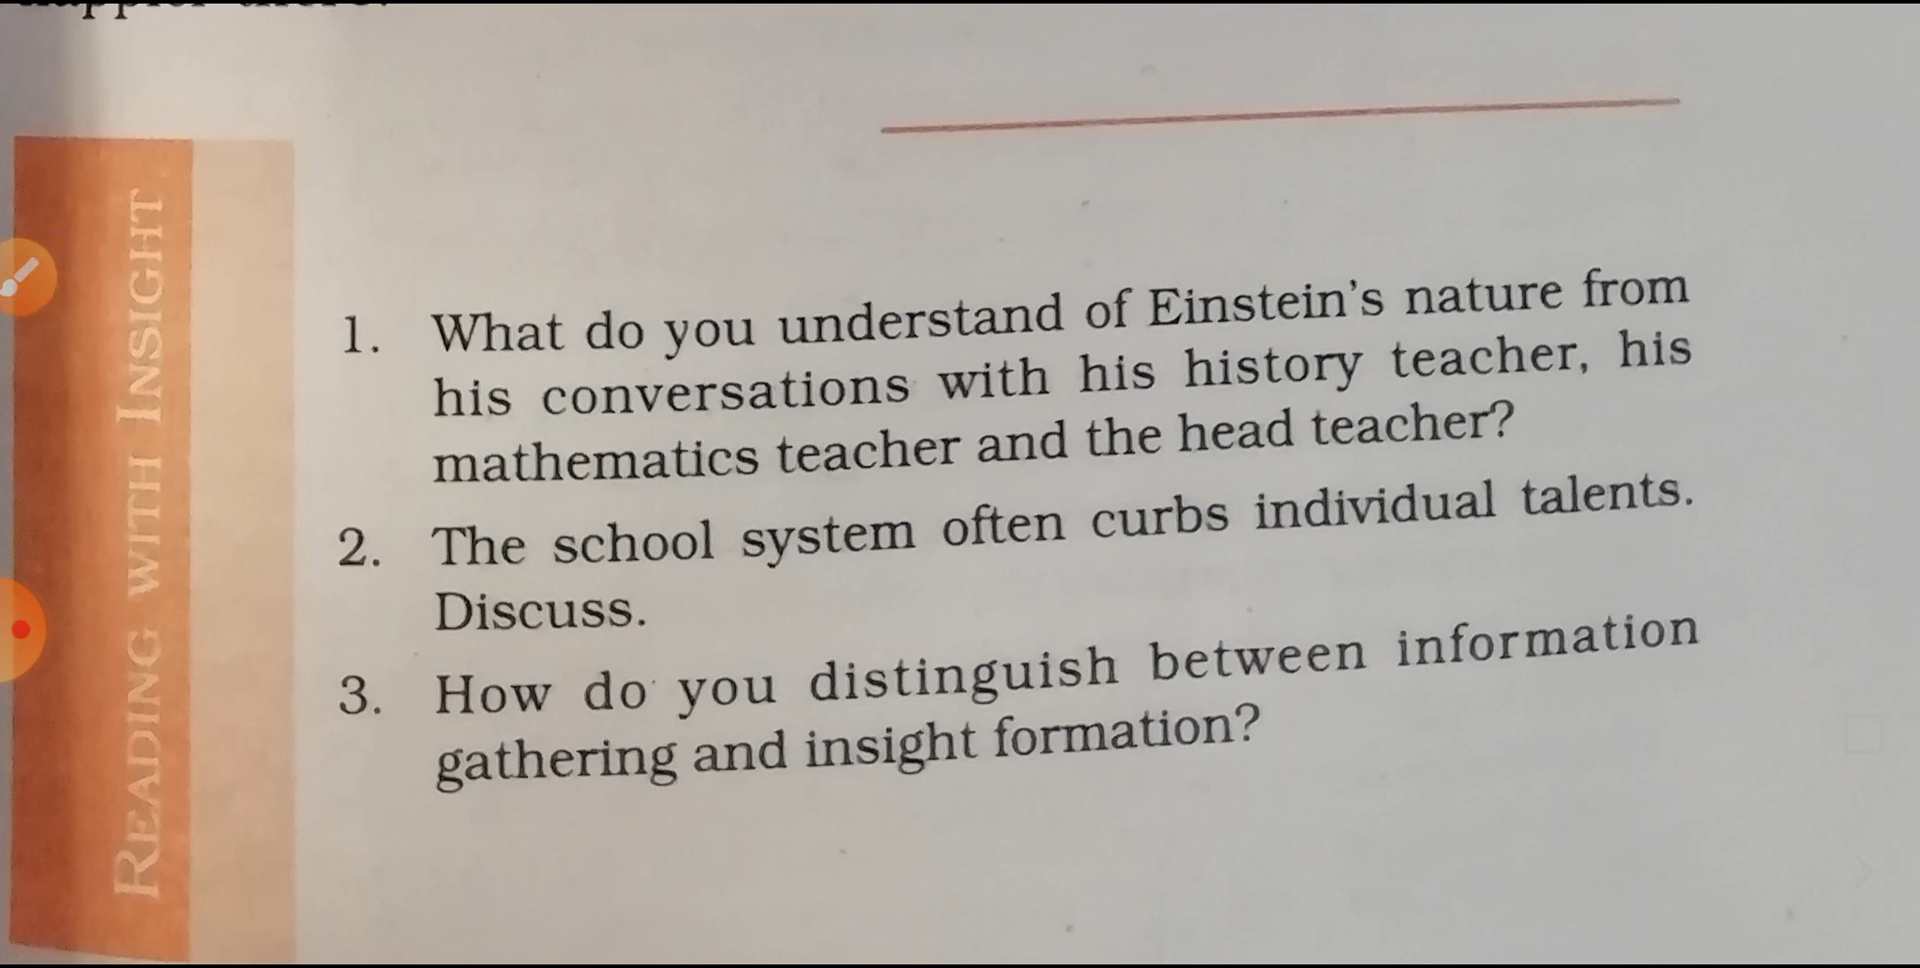 READING WITH INSIGHT
1. What do you understand of Einstein's nature from
his conversations with his history teacher, his
mathematics teacher and the head teacher?
2. The school system often curbs individual talents.
Discuss.
3. How do you distinguish between information
gathering and insight formation?